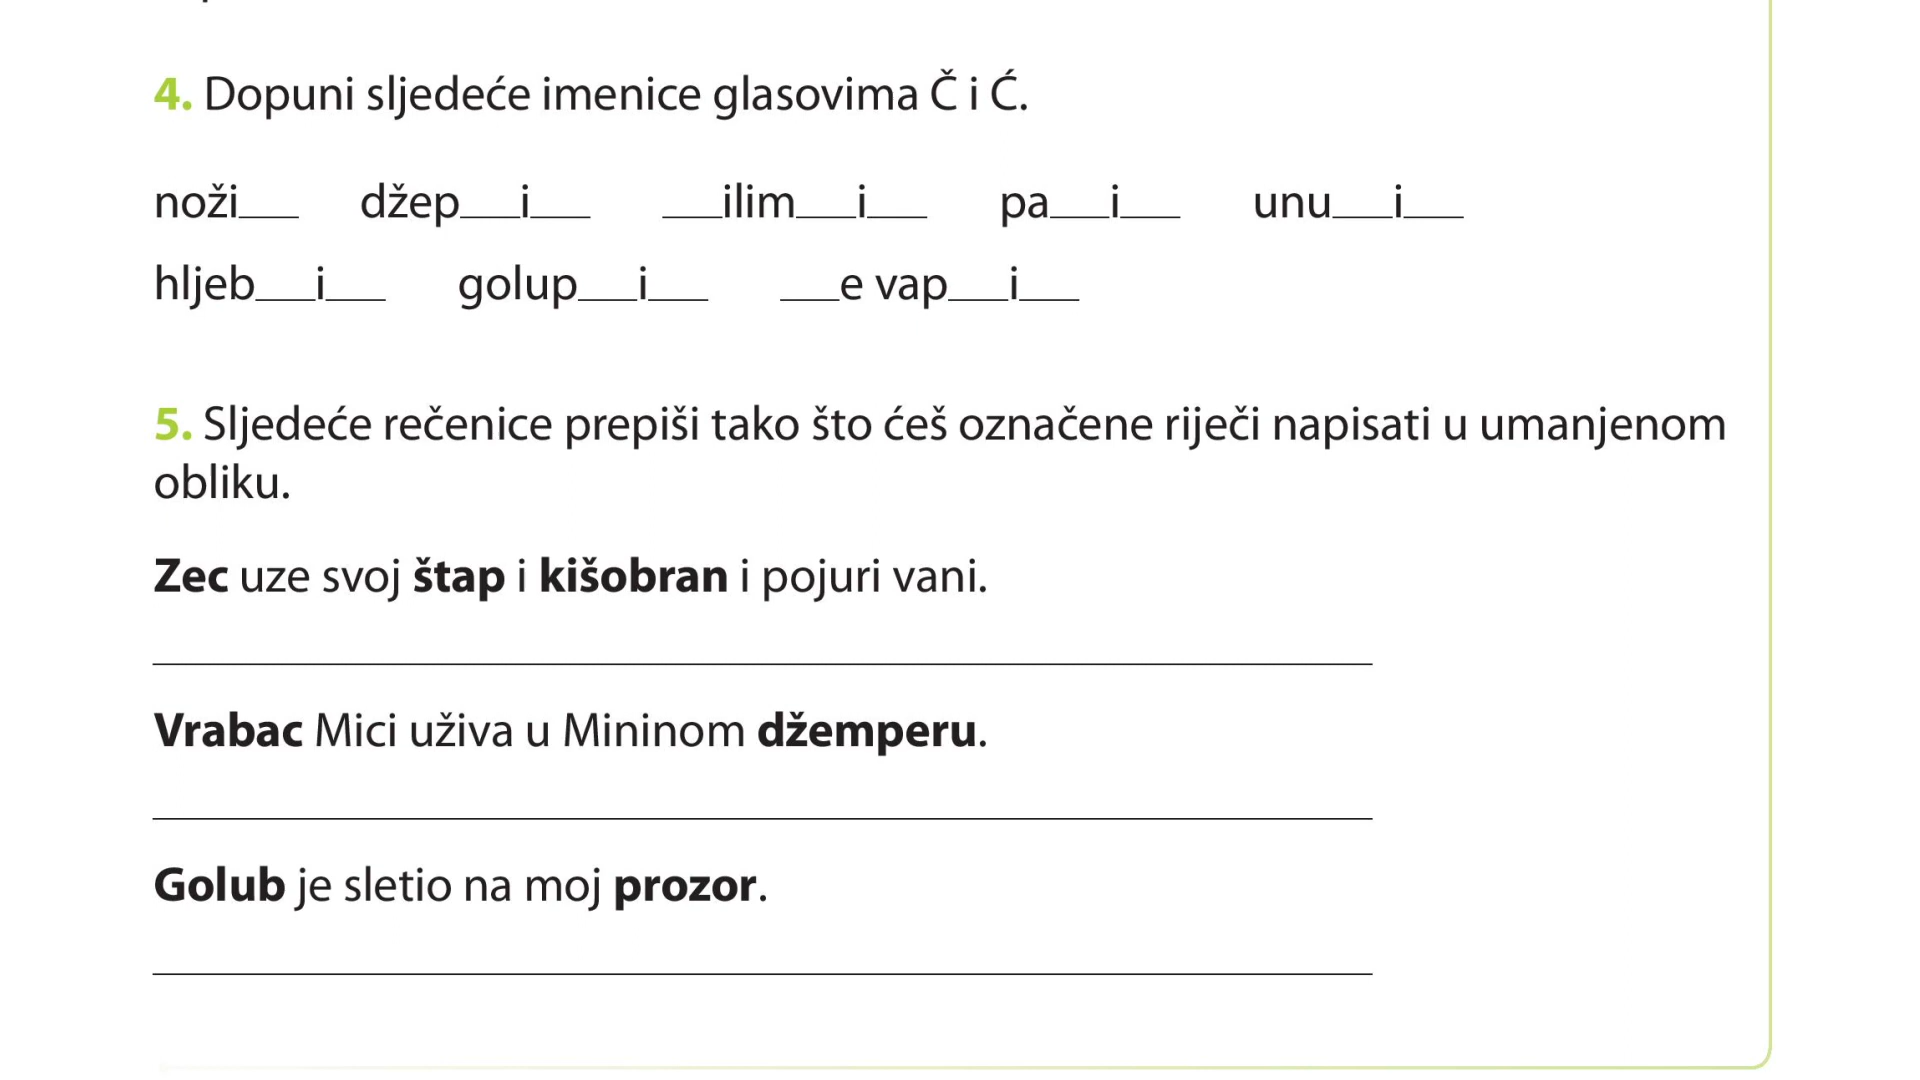 4. Dopuni sljedeće imenice glasovima Č i Ć.
noži___ džep___i___ ___ilim___i___ pa___i___ unu___i___
hljeb___i___ golup___i___ ___e vap___i___
5. Sljedeće rečenice prepiši tako što ćeš označene riječi napisati u umanjenom
obliku.
Zec uze svoj štap i kišobran i pojuri vani.
Vrabac Mici uživa u Mininom džemperu.
Golub je sletio na moj prozor.